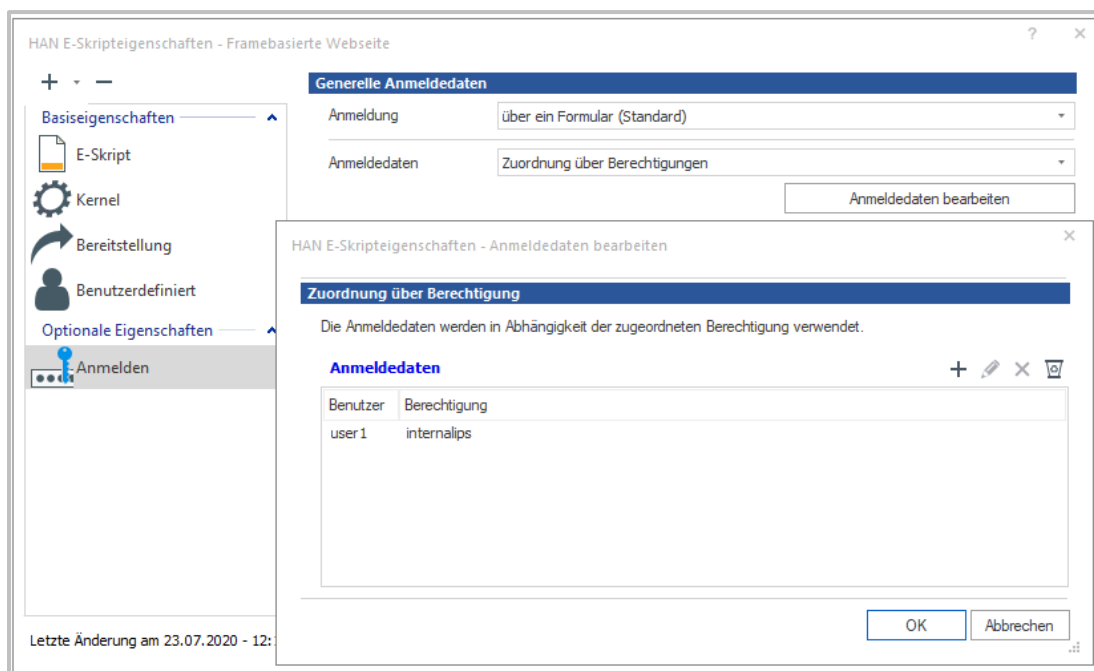 HAN E-Skripteigenschaften - Framebasierte Webseite
Generelle Anmeldedaten
Basiseigenschaften
E-Skript
Kernel
Bereitstellung
Benutzerdefiniert
Optionale Eigenschaften
Anmelden
Anmeldung
über ein Formular (Standard)
Anmeldedaten
Zuordnung über Berechtigungen
Anmeldedaten bearbeiten
HAN E-Skripteigenschaften - Anmeldedaten bearbeiten
Zuordnung über Berechtigung
Die Anmeldedaten werden in Abhängigkeit der zugeordneten Berechtigung verwendet.
Anmeldedaten
Benutzer Berechtigung
user1 internalips
OK Abbrechen
Letzte Änderung am 23.07.2020 - 12: